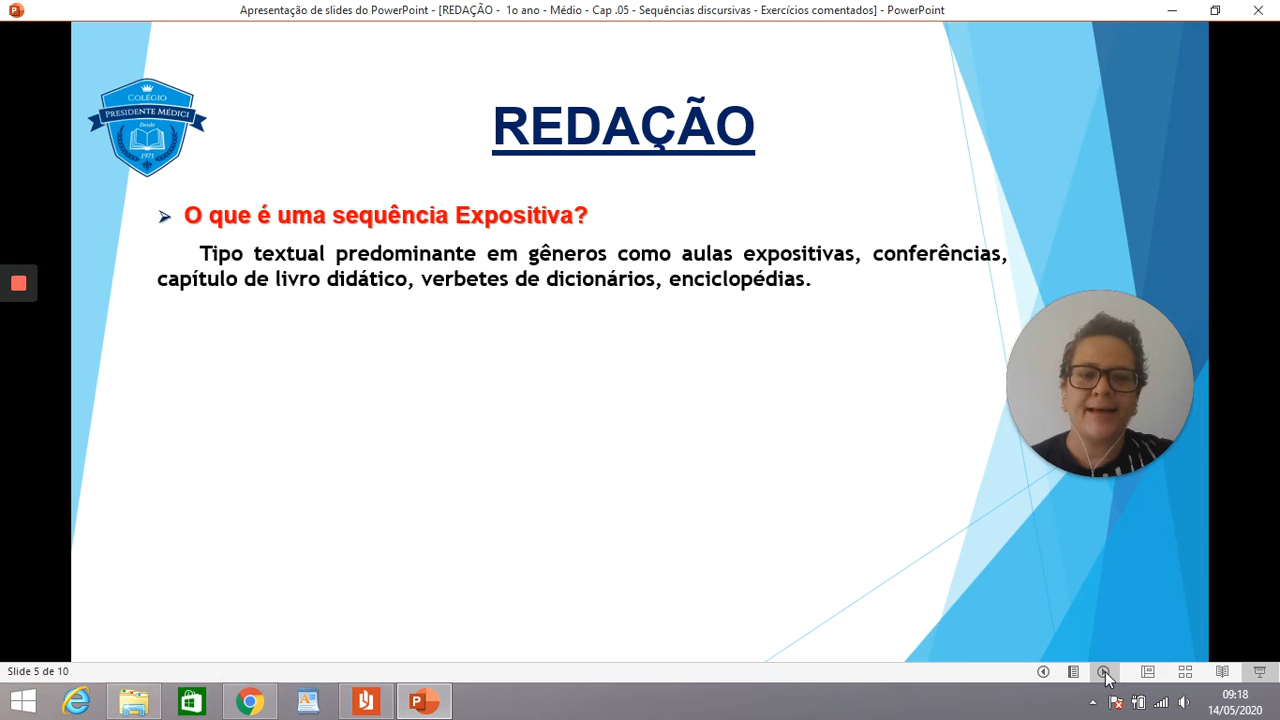 Apresentação de slides do PowerPoint - [REDAÇÃO - 1o ano - Médio - Cap .05 - Sequências discursivas - Exercícios comentados] - PowerPoint
COLÉGIO
PRESIDENTE MÉDICI
Desde
1971
REDAÇÃO
O que é uma sequência Expositiva?
Tipo textual predominante em gêneros como aulas expositivas, conferências,
capítulo de livro didático, verbetes de dicionários, enciclopédias.
Slide 5 de 10
09:18
14/05/2020